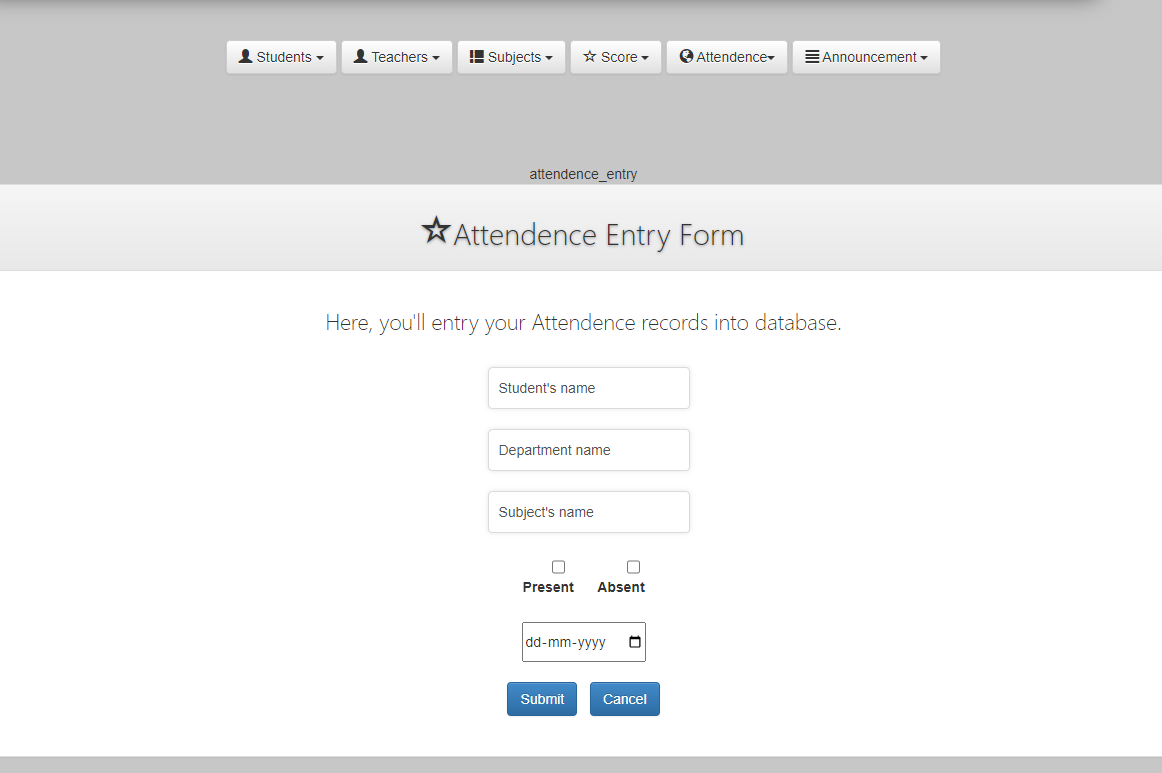 Students Teachers Subjects Score Attendence Announcement
attendence_entry
Attendence Entry Form
Here, you'll entry your Attendence records into database.
Student's name
Department name
Subject's name
Present Absent
dd-mm-yyyy
Submit Cancel